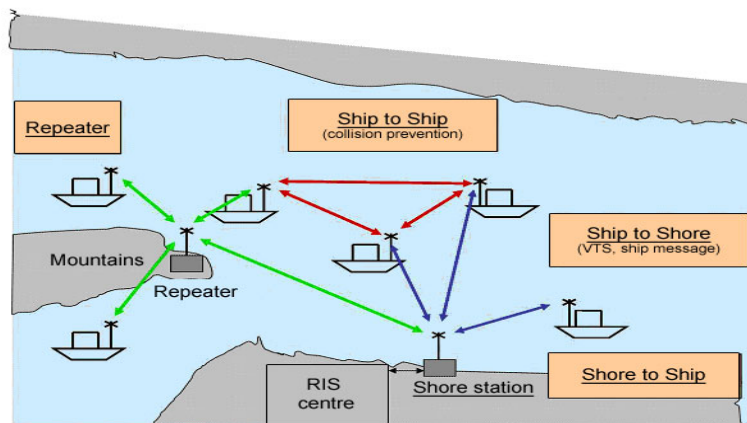 Ship to Ship
(collision prevention)
Repeater
Ship to Shore
(VTS, ship message)
Mountains
Repeater
RIS
centre
Shore station
Shore to Ship